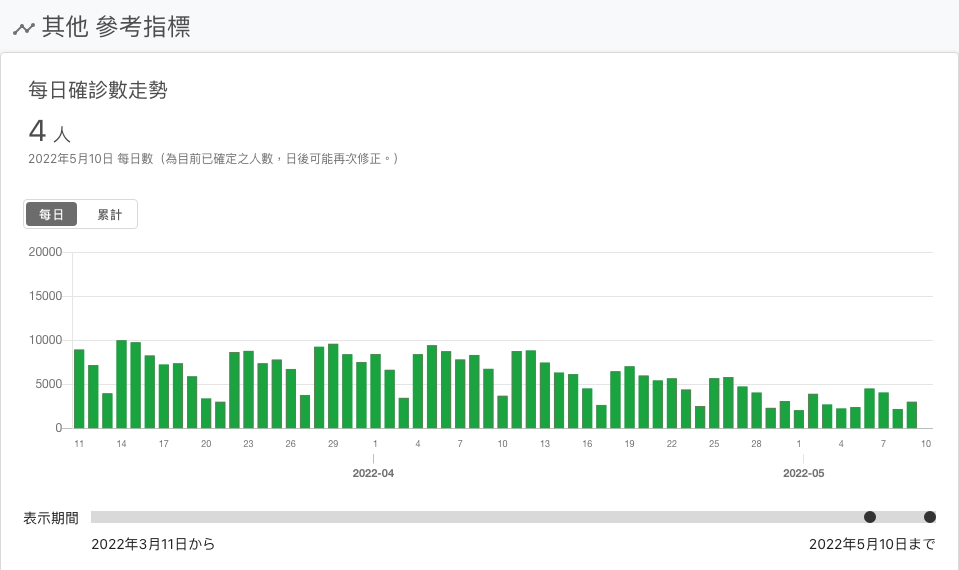 其他 參考指標
每日確診數走勢
4 人
2022年5月10日 每日數（為目前已確定之人數，日後可能再次修正。）
每日 累計
20000
15000
10000
5000
0
11 14 17 20 23 26 29 1 4 7 10 13 16 19 22 25 28 1 4 7 10
2022-04 2022-05
表示期間
2022年3月11日から 2022年5月10日まで